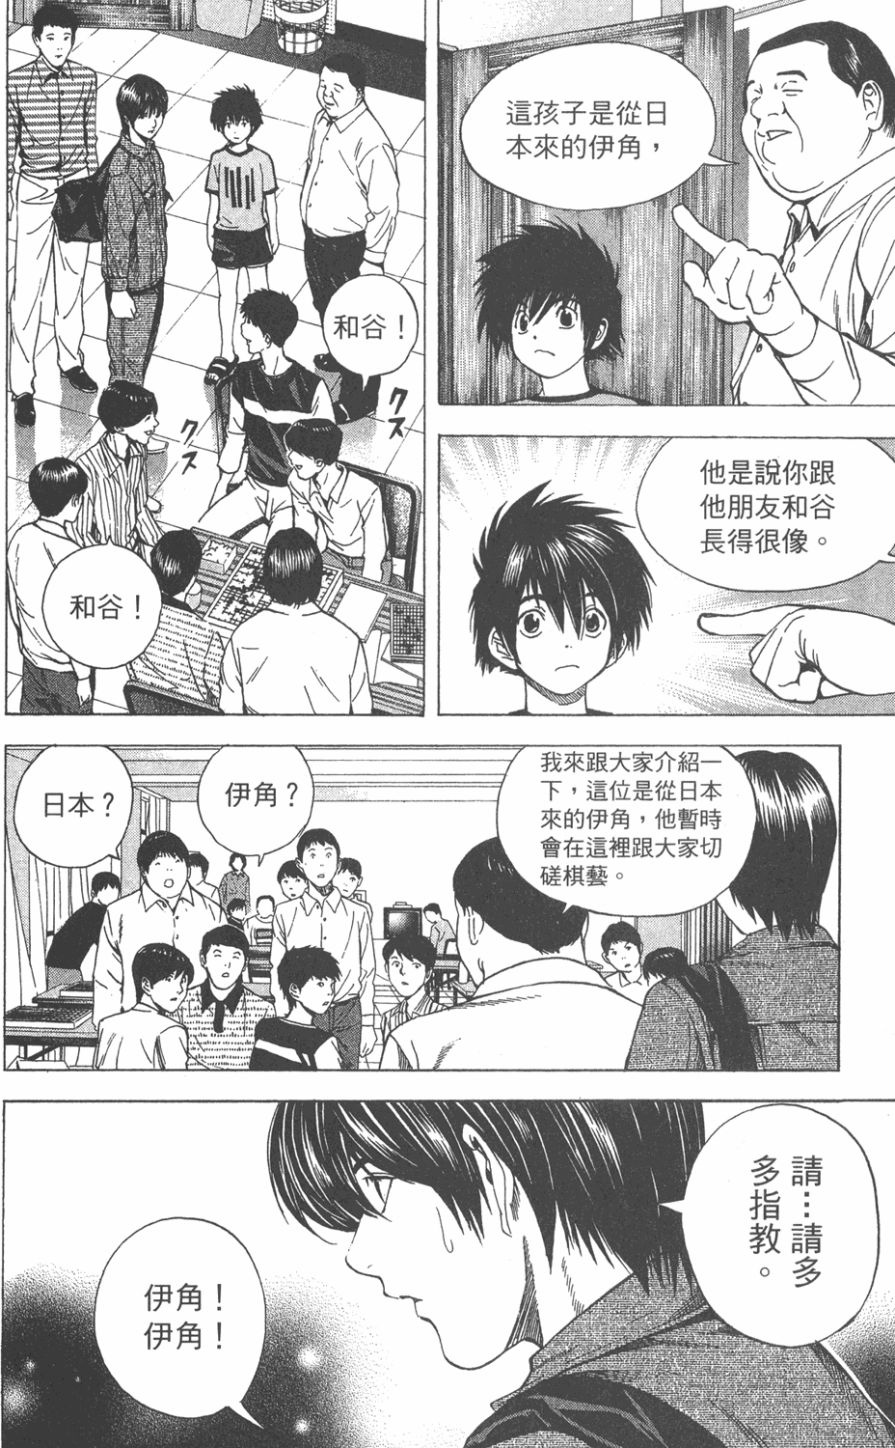 這孩子是從日
本來的伊角，
他是說你跟
他朋友和谷
長得很像。
和谷！
クス
クス
和谷！
我來跟大家介紹一
下，這位是從日本
來的伊角，他暫時
會在這裡跟大家切
磋棋藝。
伊角？
日本？
請…請多
多指教。
伊角！
伊角！